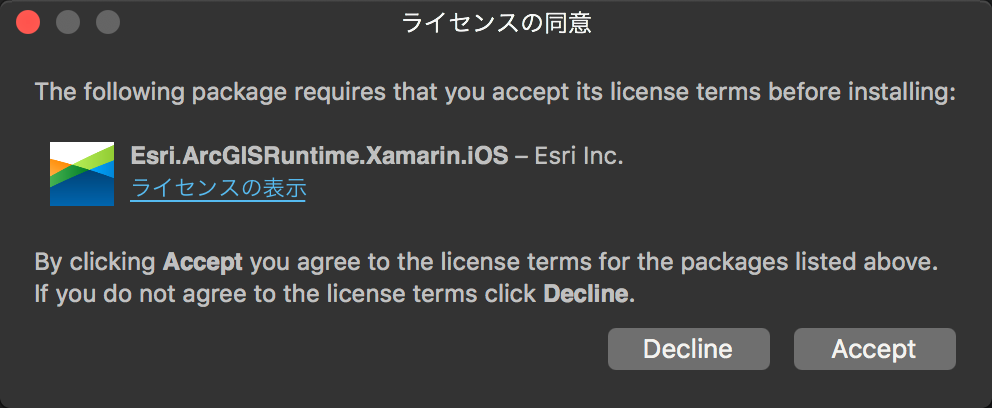 ライセンスの同意
The following package requires that you accept its license terms before installing:
Esri.ArcGISRuntime.Xamarin.iOS – Esri Inc.
ライセンスの表示
By clicking Accept you agree to the license terms for the packages listed above.
If you do not agree to the license terms click Decline.
Decline
Accept